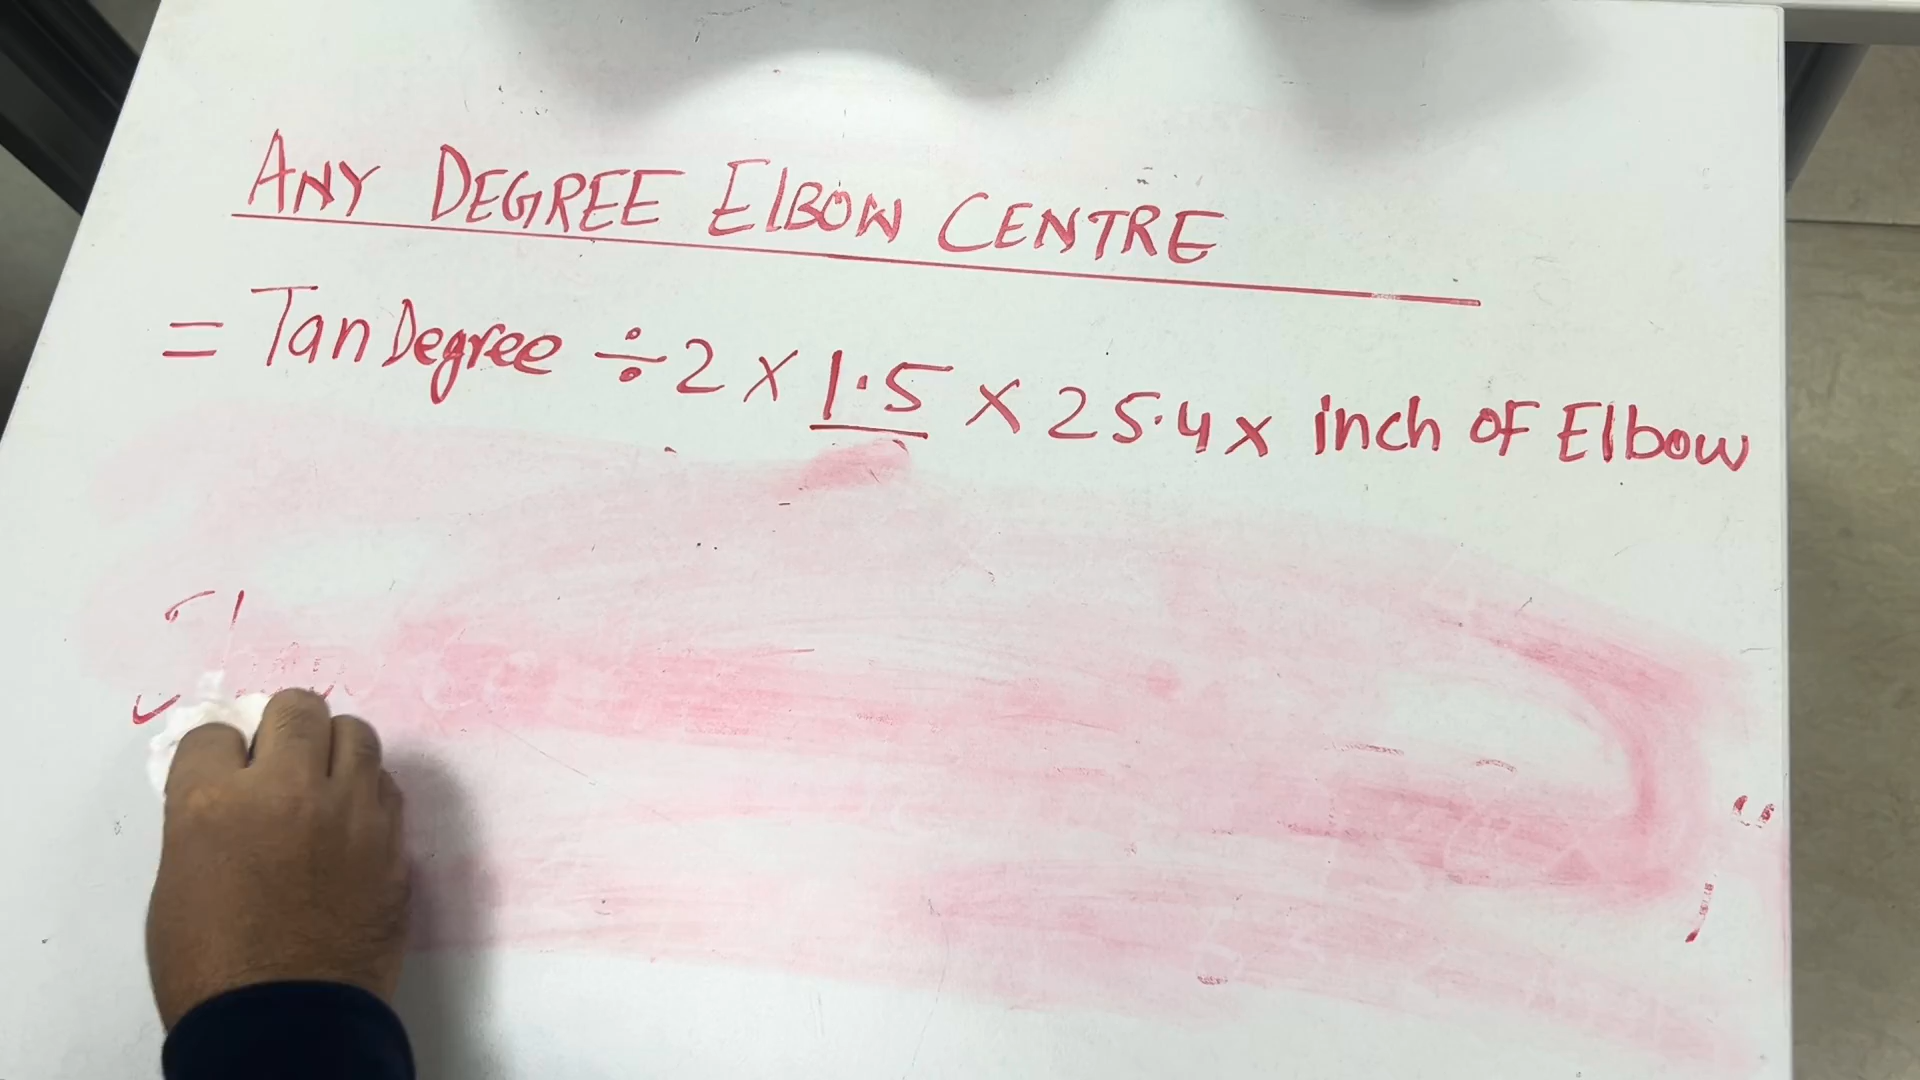 ANY DEGREE ElBOW CENTRE
= Tan Degree ÷ 2 x 1.5 x 25.4 x inch oF Elbow